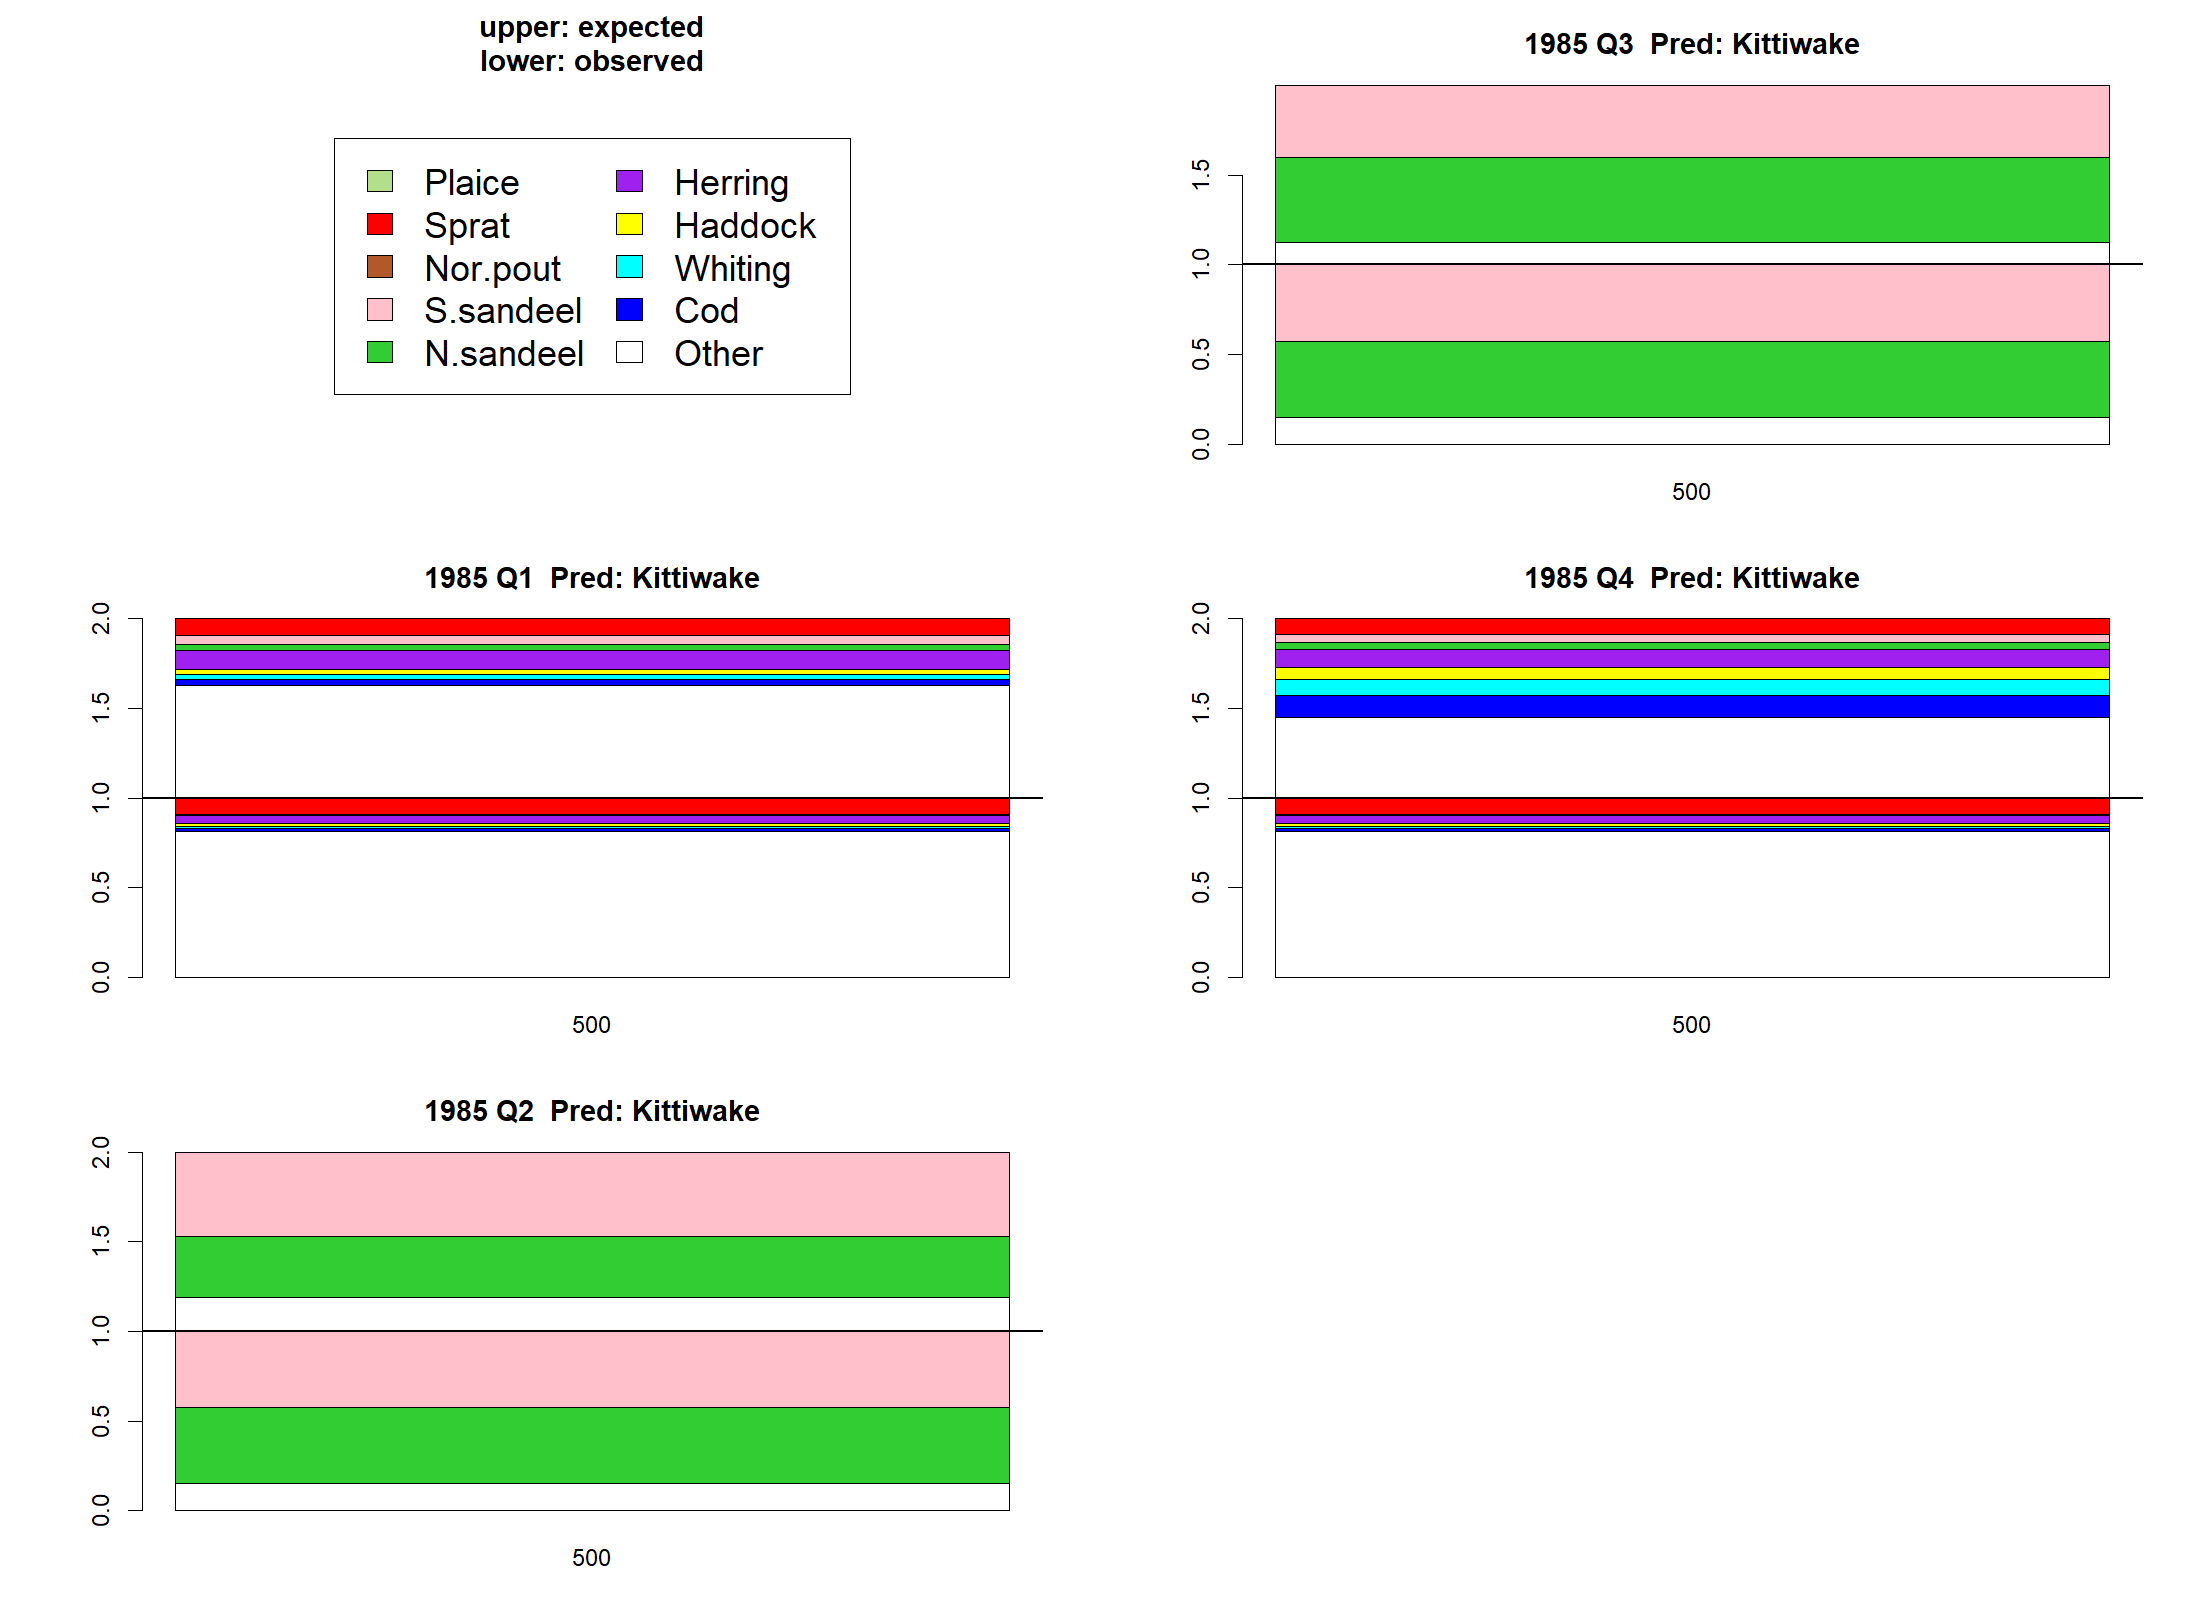 upper: expected
lower: observed
Plaice
Sprat
Nor.pout
S.sandeel
N.sandeel
Herring
Haddock
Whiting
Cod
Other
1985 Q3  Pred: Kittiwake
1.5
1.0
0.5
0.0
500
1985 Q1  Pred: Kittiwake
2.0
1.5
1.0
0.5
0.0
500
1985 Q4  Pred: Kittiwake
2.0
1.5
1.0
0.5
0.0
500
1985 Q2  Pred: Kittiwake
2.0
1.5
1.0
0.5
0.0
500